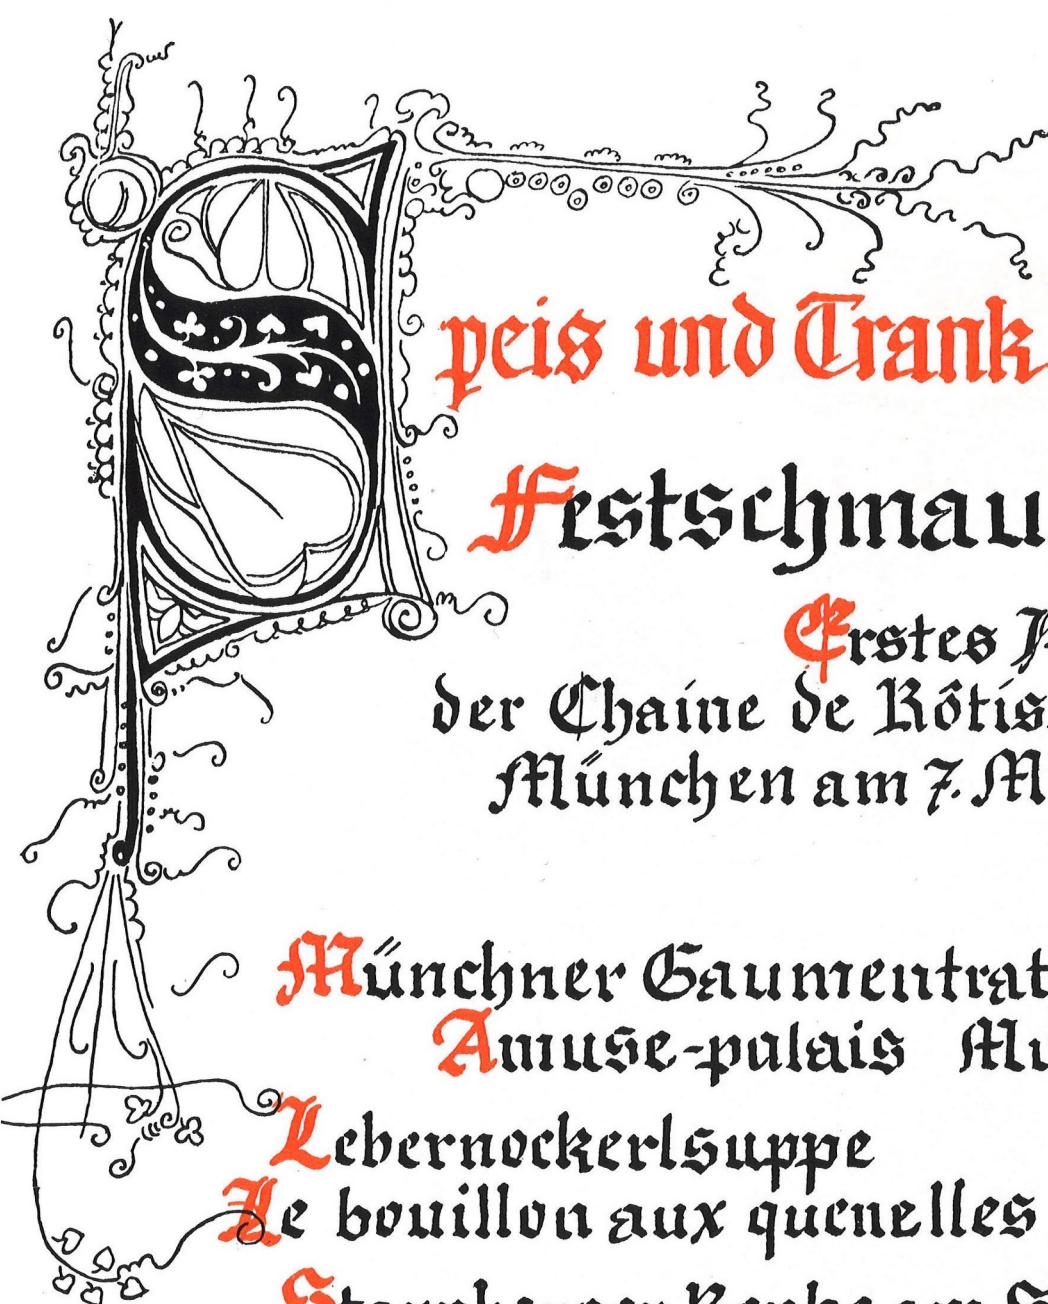 Speis und Trank
Festschmau
Erstes
der Chaine de Rôtis
München am 7. M
Münchner Gaumentrat
Amuse-palais Mu
Lebernockerlsuppe
Le bouillon aux quenelles